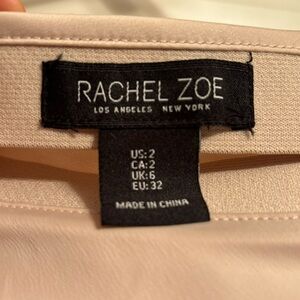 RACHEL ZOE
LOS ANGELES NEW YORK
US:2
CA:2
UK:6
EU:32
MADE IN CHINA